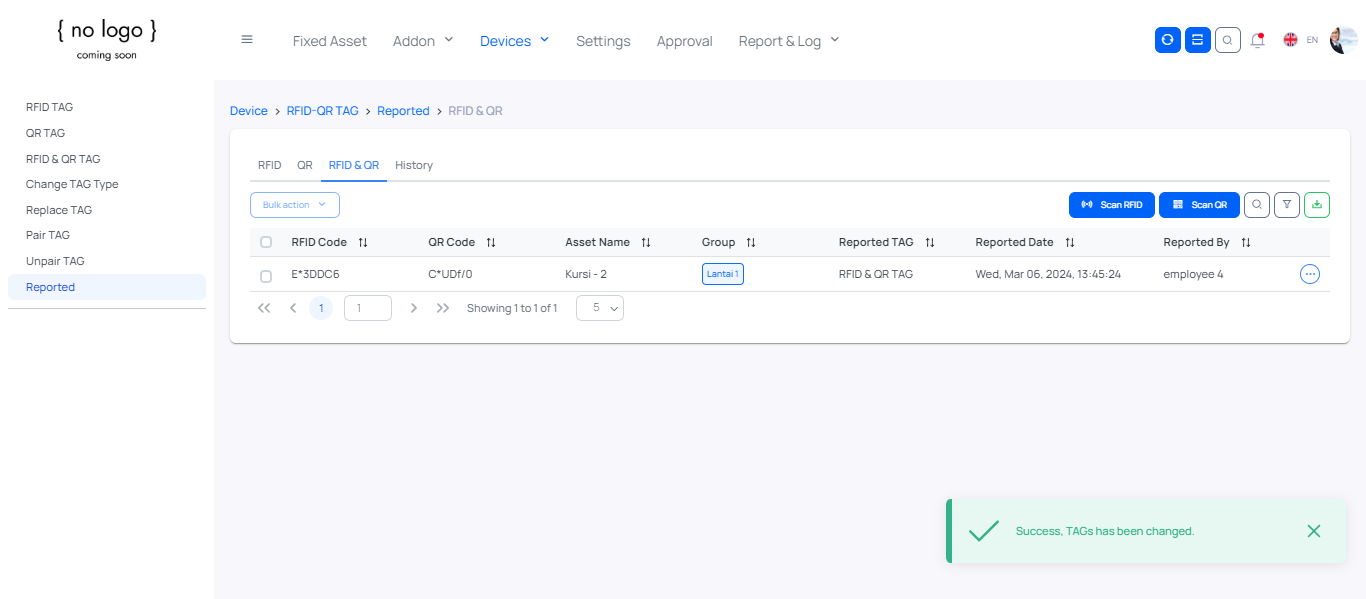 { no logo }
coming soon
Fixed Asset Addon Devices Settings Approval Report & Log EN
RFID TAG
QR TAG
RFID & QR TAG
Change TAG Type
Replace TAG
Pair TAG
Unpair TAG
Reported
Device > RFID-QR TAG > Reported > RFID & QR
RFID QR RFID & QR History
Bulk action Scan RFID Scan QR
RFID Code QR Code Asset Name Group Reported TAG Reported Date Reported By
E*3DDC6 C*UDf/0 Kursi - 2 Lantai 1 RFID & QR TAG Wed, Mar 06, 2024, 13:45:24 employee 4
1 1 Showing 1 to 1 of 1 5
Success, TAGs has been changed.